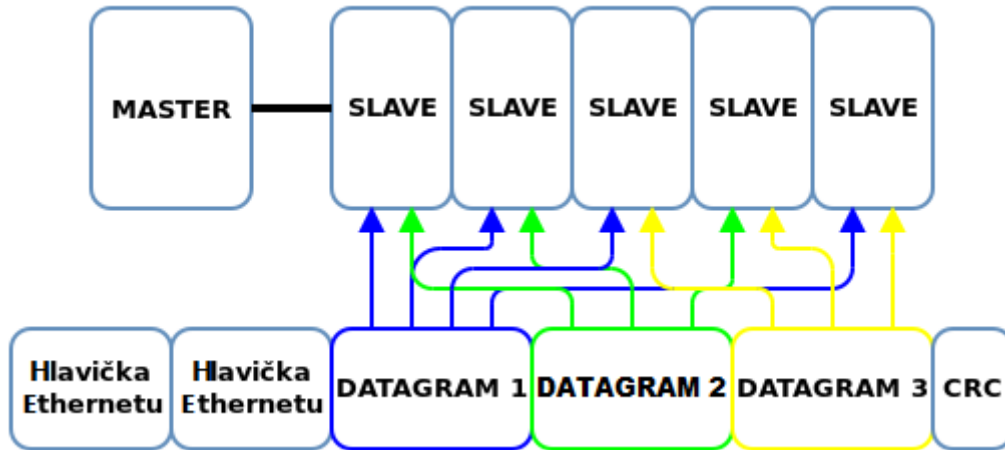 MASTER
SLAVE
SLAVE
SLAVE
SLAVE
SLAVE
Hlavička
Ethernetu
Hlavička
Ethernetu
DATAGRAM 1
DATAGRAM 2
DATAGRAM 3
CRC